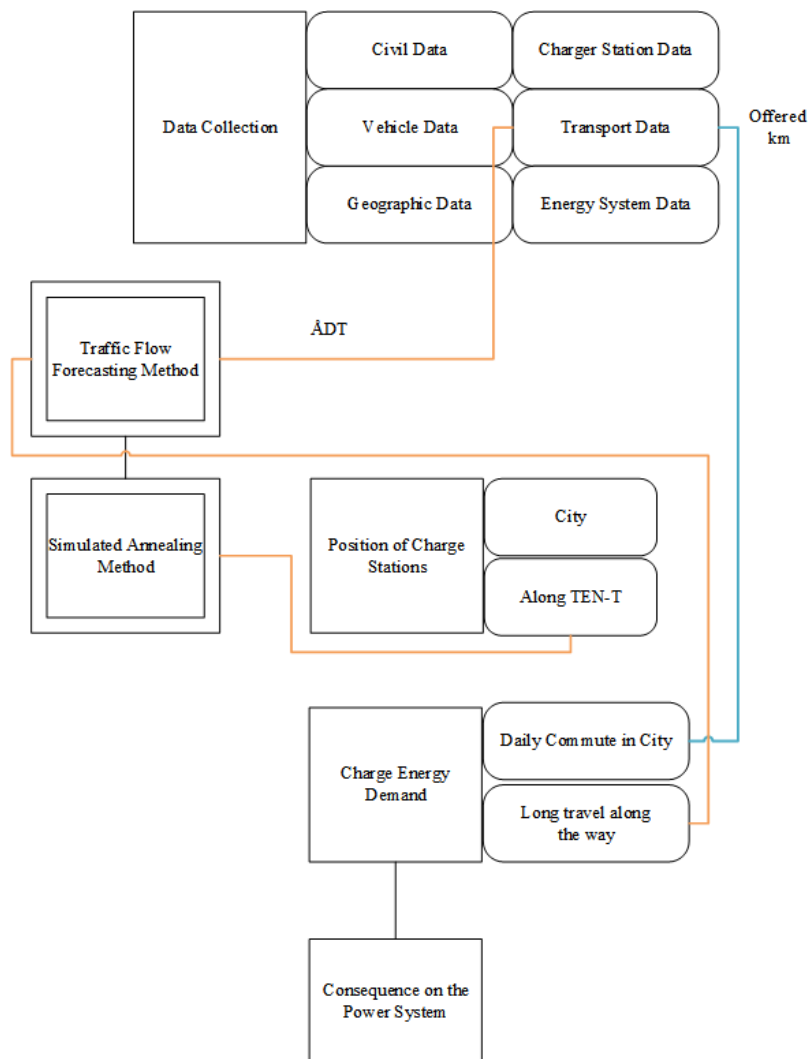 Civil Data
Charger Station Data
Data Collection
Vehicle Data
Transport Data
Offered
km
Geographic Data
Energy System Data
Traffic Flow
Forecasting Method
ÅDT
Simulated Annealing
Method
Position of Charge
Stations
City
Along TEN-T
Charge Energy
Demand
Daily Commute in City
Long travel along
the way
Consequence on the
Power System